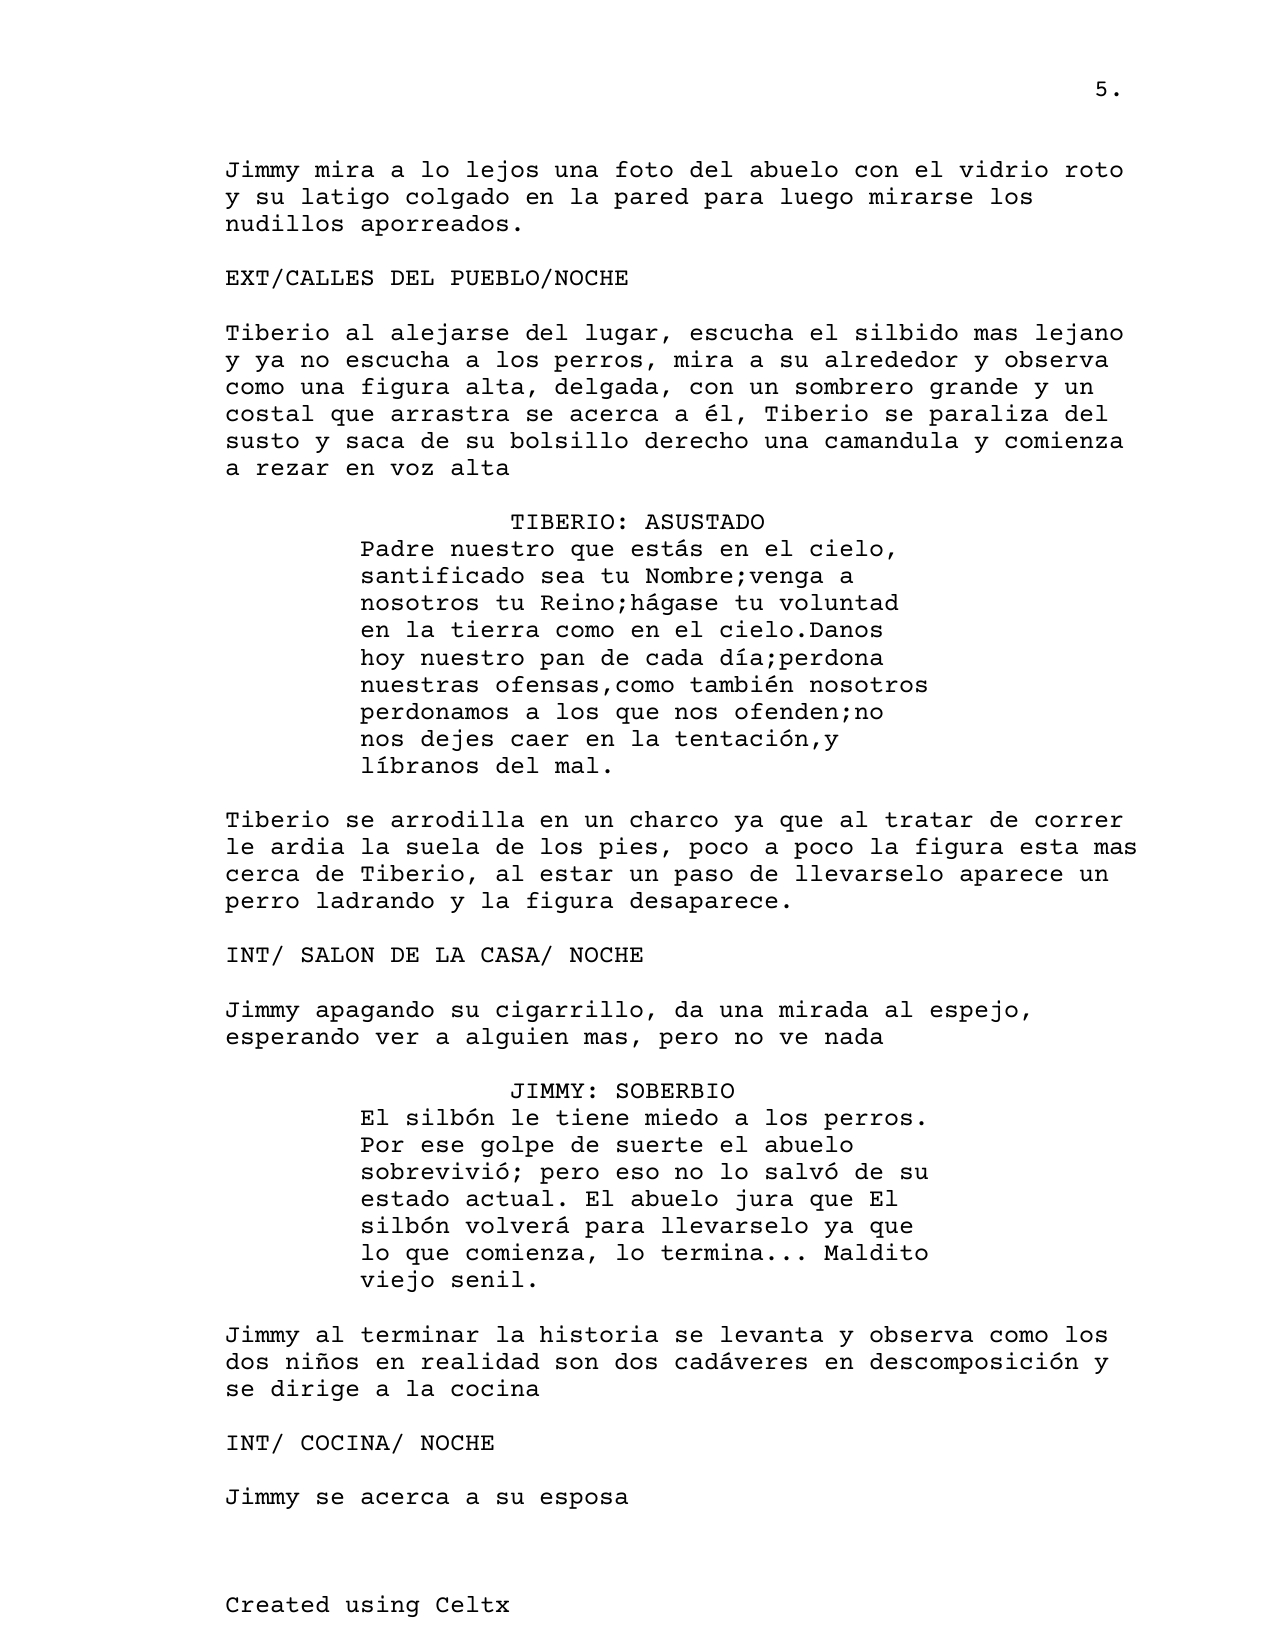 5.
Jimmy mira a lo lejos una foto del abuelo con el vidrio roto
y su latigo colgado en la pared para luego mirarse los
nudillos aporreados.
EXT/CALLES DEL PUEBLO/NOCHE
Tiberio al alejarse del lugar, escucha el silbido mas lejano
y ya no escucha a los perros, mira a su alrededor y observa
como una figura alta, delgada, con un sombrero grande y un
costal que arrastra se acerca a él, Tiberio se paraliza del
susto y saca de su bolsillo derecho una camandula y comienza
a rezar en voz alta
TIBERIO: ASUSTADO
Padre nuestro que estás en el cielo,
santificado sea tu Nombre;venga a
nosotros tu Reino;hágase tu voluntad
en la tierra como en el cielo.Danos
hoy nuestro pan de cada día;perdona
nuestras ofensas,como también nosotros
perdonamos a los que nos ofenden;no
nos dejes caer en la tentación,y
líbranos del mal.
Tiberio se arrodilla en un charco ya que al tratar de correr
le ardia la suela de los pies, poco a poco la figura esta mas
cerca de Tiberio, al estar un paso de llevarselo aparece un
perro ladrando y la figura desaparece.
INT/ SALON DE LA CASA/ NOCHE
Jimmy apagando su cigarrillo, da una mirada al espejo,
esperando ver a alguien mas, pero no ve nada
JIMMY: SOBERBIO
El silbón le tiene miedo a los perros.
Por ese golpe de suerte el abuelo
sobrevivió; pero eso no lo salvó de su
estado actual. El abuelo jura que El
silbón volverá para llevarselo ya que
lo que comienza, lo termina... Maldito
viejo senil.
Jimmy al terminar la historia se levanta y observa como los
dos niños en realidad son dos cadáveres en descomposición y
se dirige a la cocina
INT/ COCINA/ NOCHE
Jimmy se acerca a su esposa
Created using Celtx